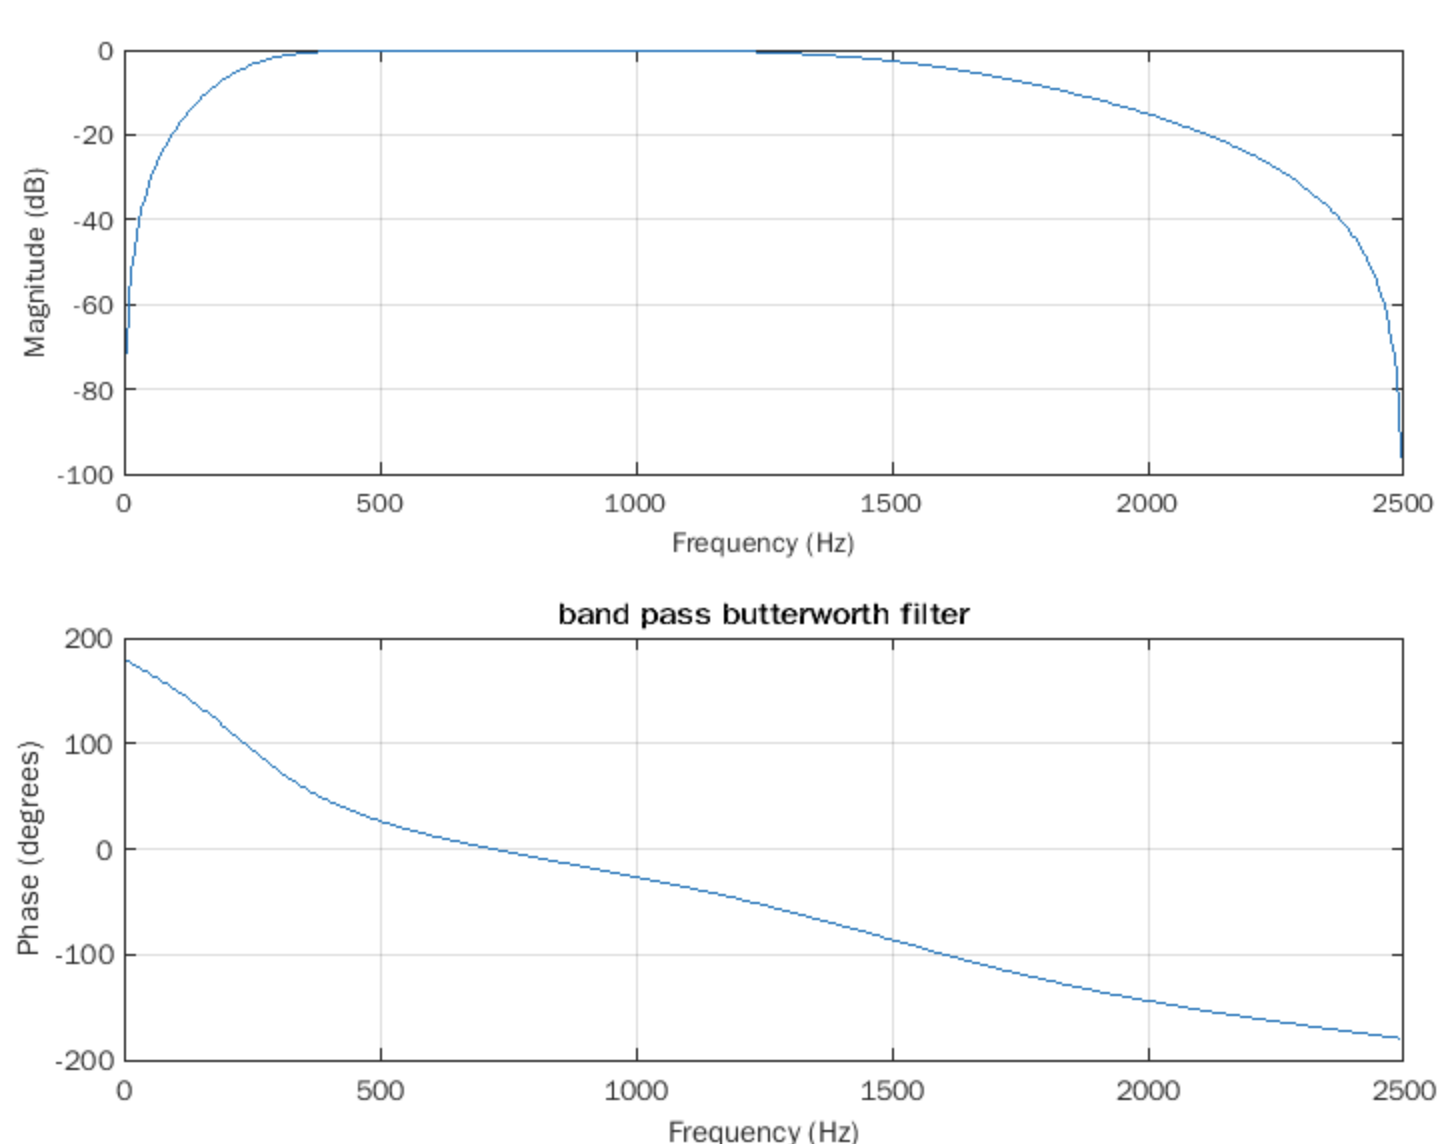 0
-20
-40
-60
-80
-100
Magnitude (dB)
0 500 1000 1500 2000 2500
Frequency (Hz)
band pass butterworth filter
200
100
0
-100
-200
Phase (degrees)
0 500 1000 1500 2000 2500
Frequency (Hz)